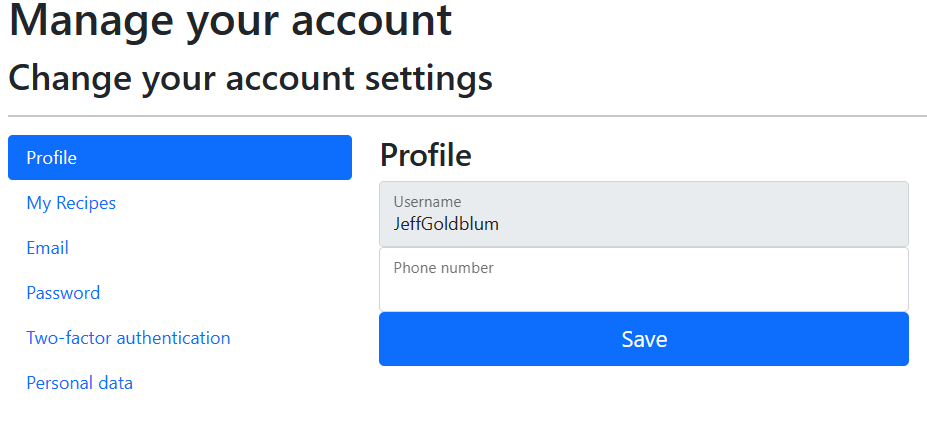 Manage your account
Change your account settings
Profile
My Recipes
Email
Password
Two-factor authentication
Personal data
Profile
Username
JeffGoldblum
Phone number
Save